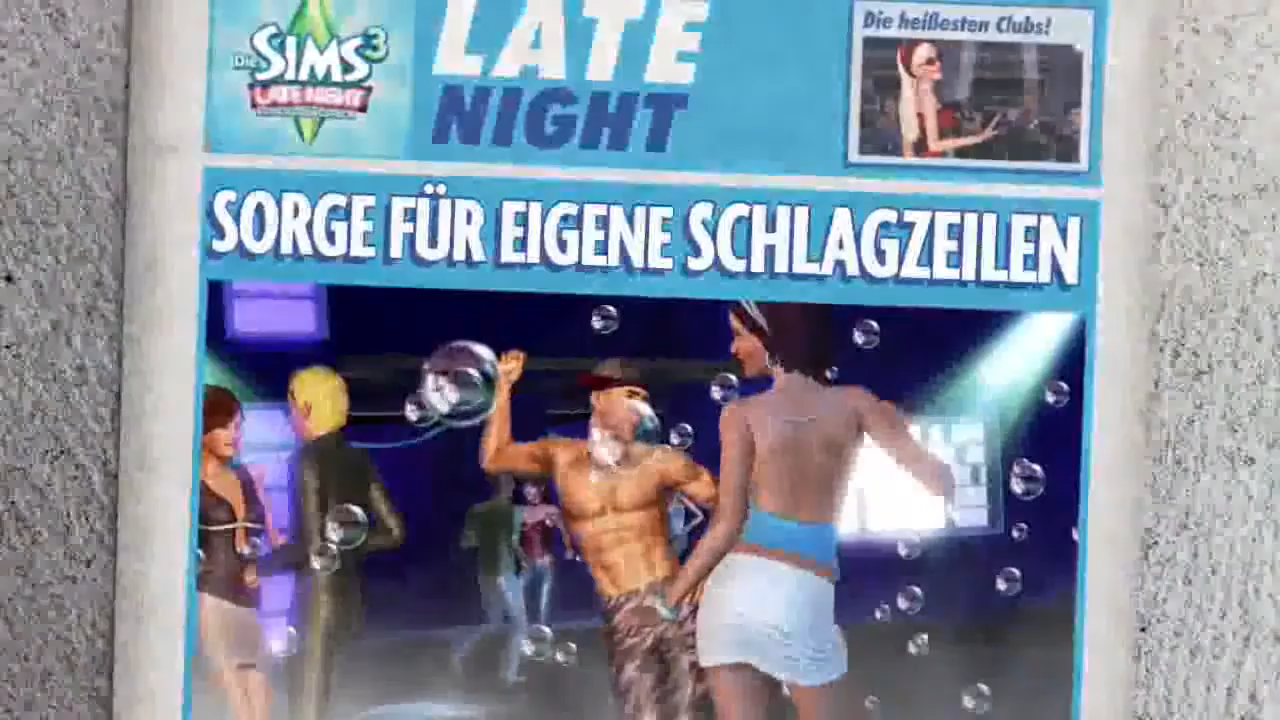 Die
SIMS 3
LATE NIGHT
LATE
NIGHT
Die heißesten Clubs!
SORGE FÜR EIGENE SCHLAGZEILEN